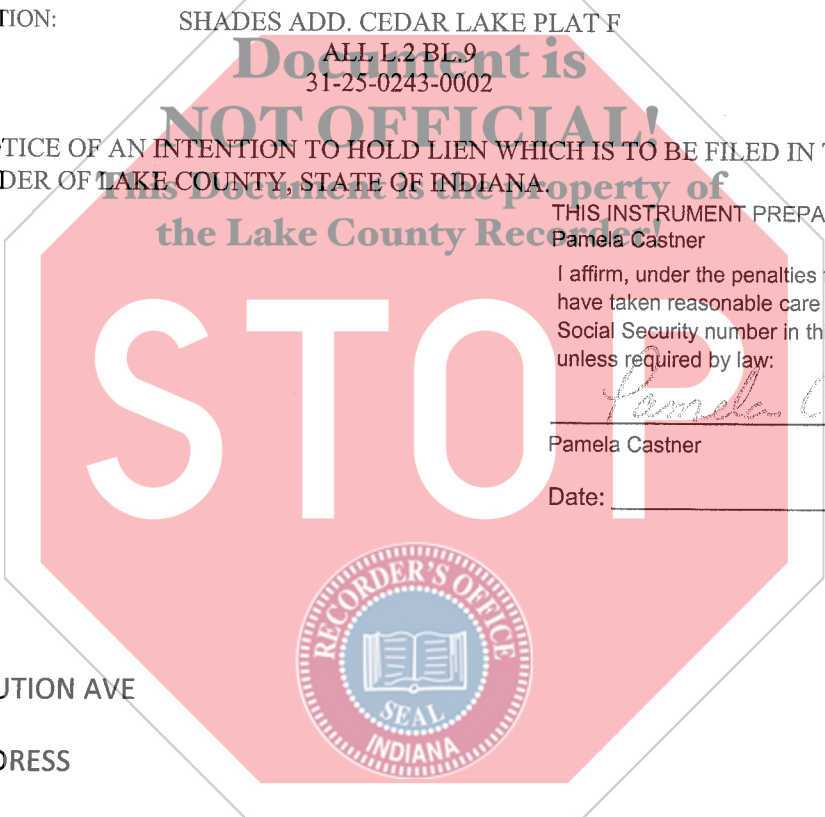 TION: SHADES ADD. CEDAR LAKE PLAT F
ALL L.2 BL.9
31-25-0243-0002
Document is
NOT OFFICIAL!
This Document is the property of
the Lake County Recorder!
TICE OF AN INTENTION TO HOLD LIEN WHICH IS TO BE FILED IN
DER OF LAKE COUNTY, STATE OF INDIANA.
THIS INSTRUMENT PREPA
Pamela Castner
I affirm, under the penalties
have taken reasonable care
Social Security number in th
unless required by law:
Pamela C
Pamela Castner
Date:
STOP
RECORDER'S OFFICE
SEAL
INDIANA
UTION AVE
DRESS